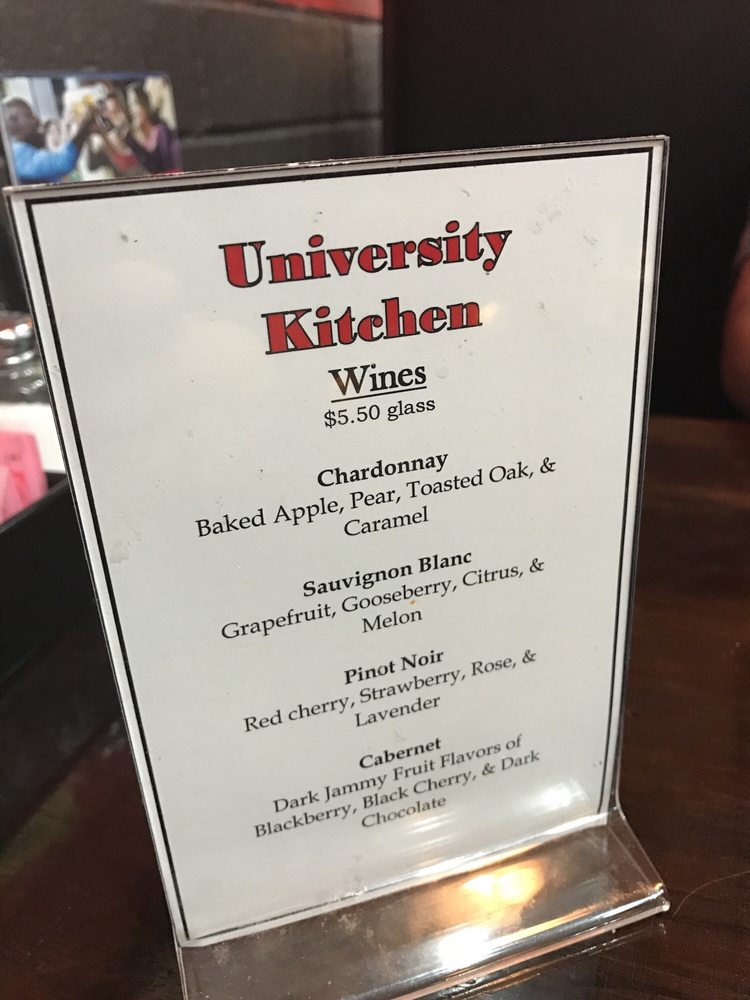 University
Kitchen
Wines
$5.50 glass
Chardonnay
Baked Apple, Pear, Toasted Oak, &
Caramel
Sauvignon Blanc
Grapefruit, Gooseberry, Citrus, &
Melon
Pinot Noir
Red cherry, Strawberry, Rose, &
Lavender
Cabernet
Dark Jammy Fruit Flavors of
Blackberry, Black Cherry, & Dark
Chocolate